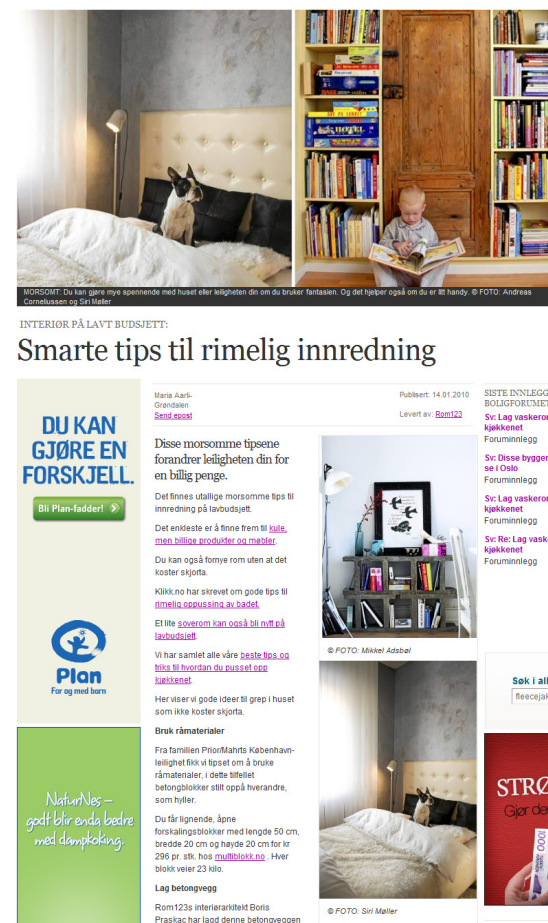 HOTEL
MORSOMT: Du kan gjøre mye spennende med huset eller leiligheten din om du bruker fantasien. Og det hjelper også om du er litt handy. © FOTO: Andreas
Corneliussen og Siri Møller
INTERIØR PÅ LAVT BUDSJETT:
Smarte tips til rimelig innredning
DU KAN
GJØRE EN
FORSKJELL.
Bli Plan-fadder!
Plan
For og med barn
NaturNes –
godt blir enda bedre
med dampkoking.
Maria Aarli-
Grøndalen
Send epost
Publisert: 14.01.2010
Levert av: Rom123
Disse morsomme tipsene
forandrer leiligheten din for
en billig penge.
Det finnes utallige morsomme tips til
innredning på lavbudsjett.
Det enkleste er å finne frem til kule,
men billige produkter og møbler.
Du kan også fornye rom uten at det
koster skjorta.
Klikk.no har skrevet om gode tips til
rimelig oppussing av badet.
Et lite soverom kan også bli nytt på
lavbudsjett.
Vi har samlet alle våre beste tips og
triks til hvordan du pusset opp
kjøkkenet.
Her viser vi gode ideer til grep i huset
som ikke koster skjorta.
Bruk råmaterialer
Fra familien Prior/Mahrts København-
leilighet fikk vi tipset om å bruke
råmaterialer, i dette tilfellet
betongblokker stilt oppå hverandre,
som hyller.
Du får lignende, åpne
forskalingsblokker med lengde 50 cm,
bredde 20 cm og høyde 20 cm for kr
296 pr. stk. hos multiblokk.no . Hver
blokk veier 23 kilo.
Lag betongvegg
Rom123s interiørarkitekt Boris
Praskac har lagd denne betongveggen
© FOTO: Mikkel Adsbøl
© FOTO: Siri Møller
SISTE INNLEGG
BOLIGFORUMET
Sv: Lag vaskeror
kjøkkenet
Foruminnlegg
Sv: Disse bygger
se i Oslo
Foruminnlegg
Sv: Lag vaskeror
kjøkkenet
Foruminnlegg
Sv: Re: Lag vask
kjøkkenet
Foruminnlegg
Søk i all
fleecejak
STRØ
Gjør de
1000